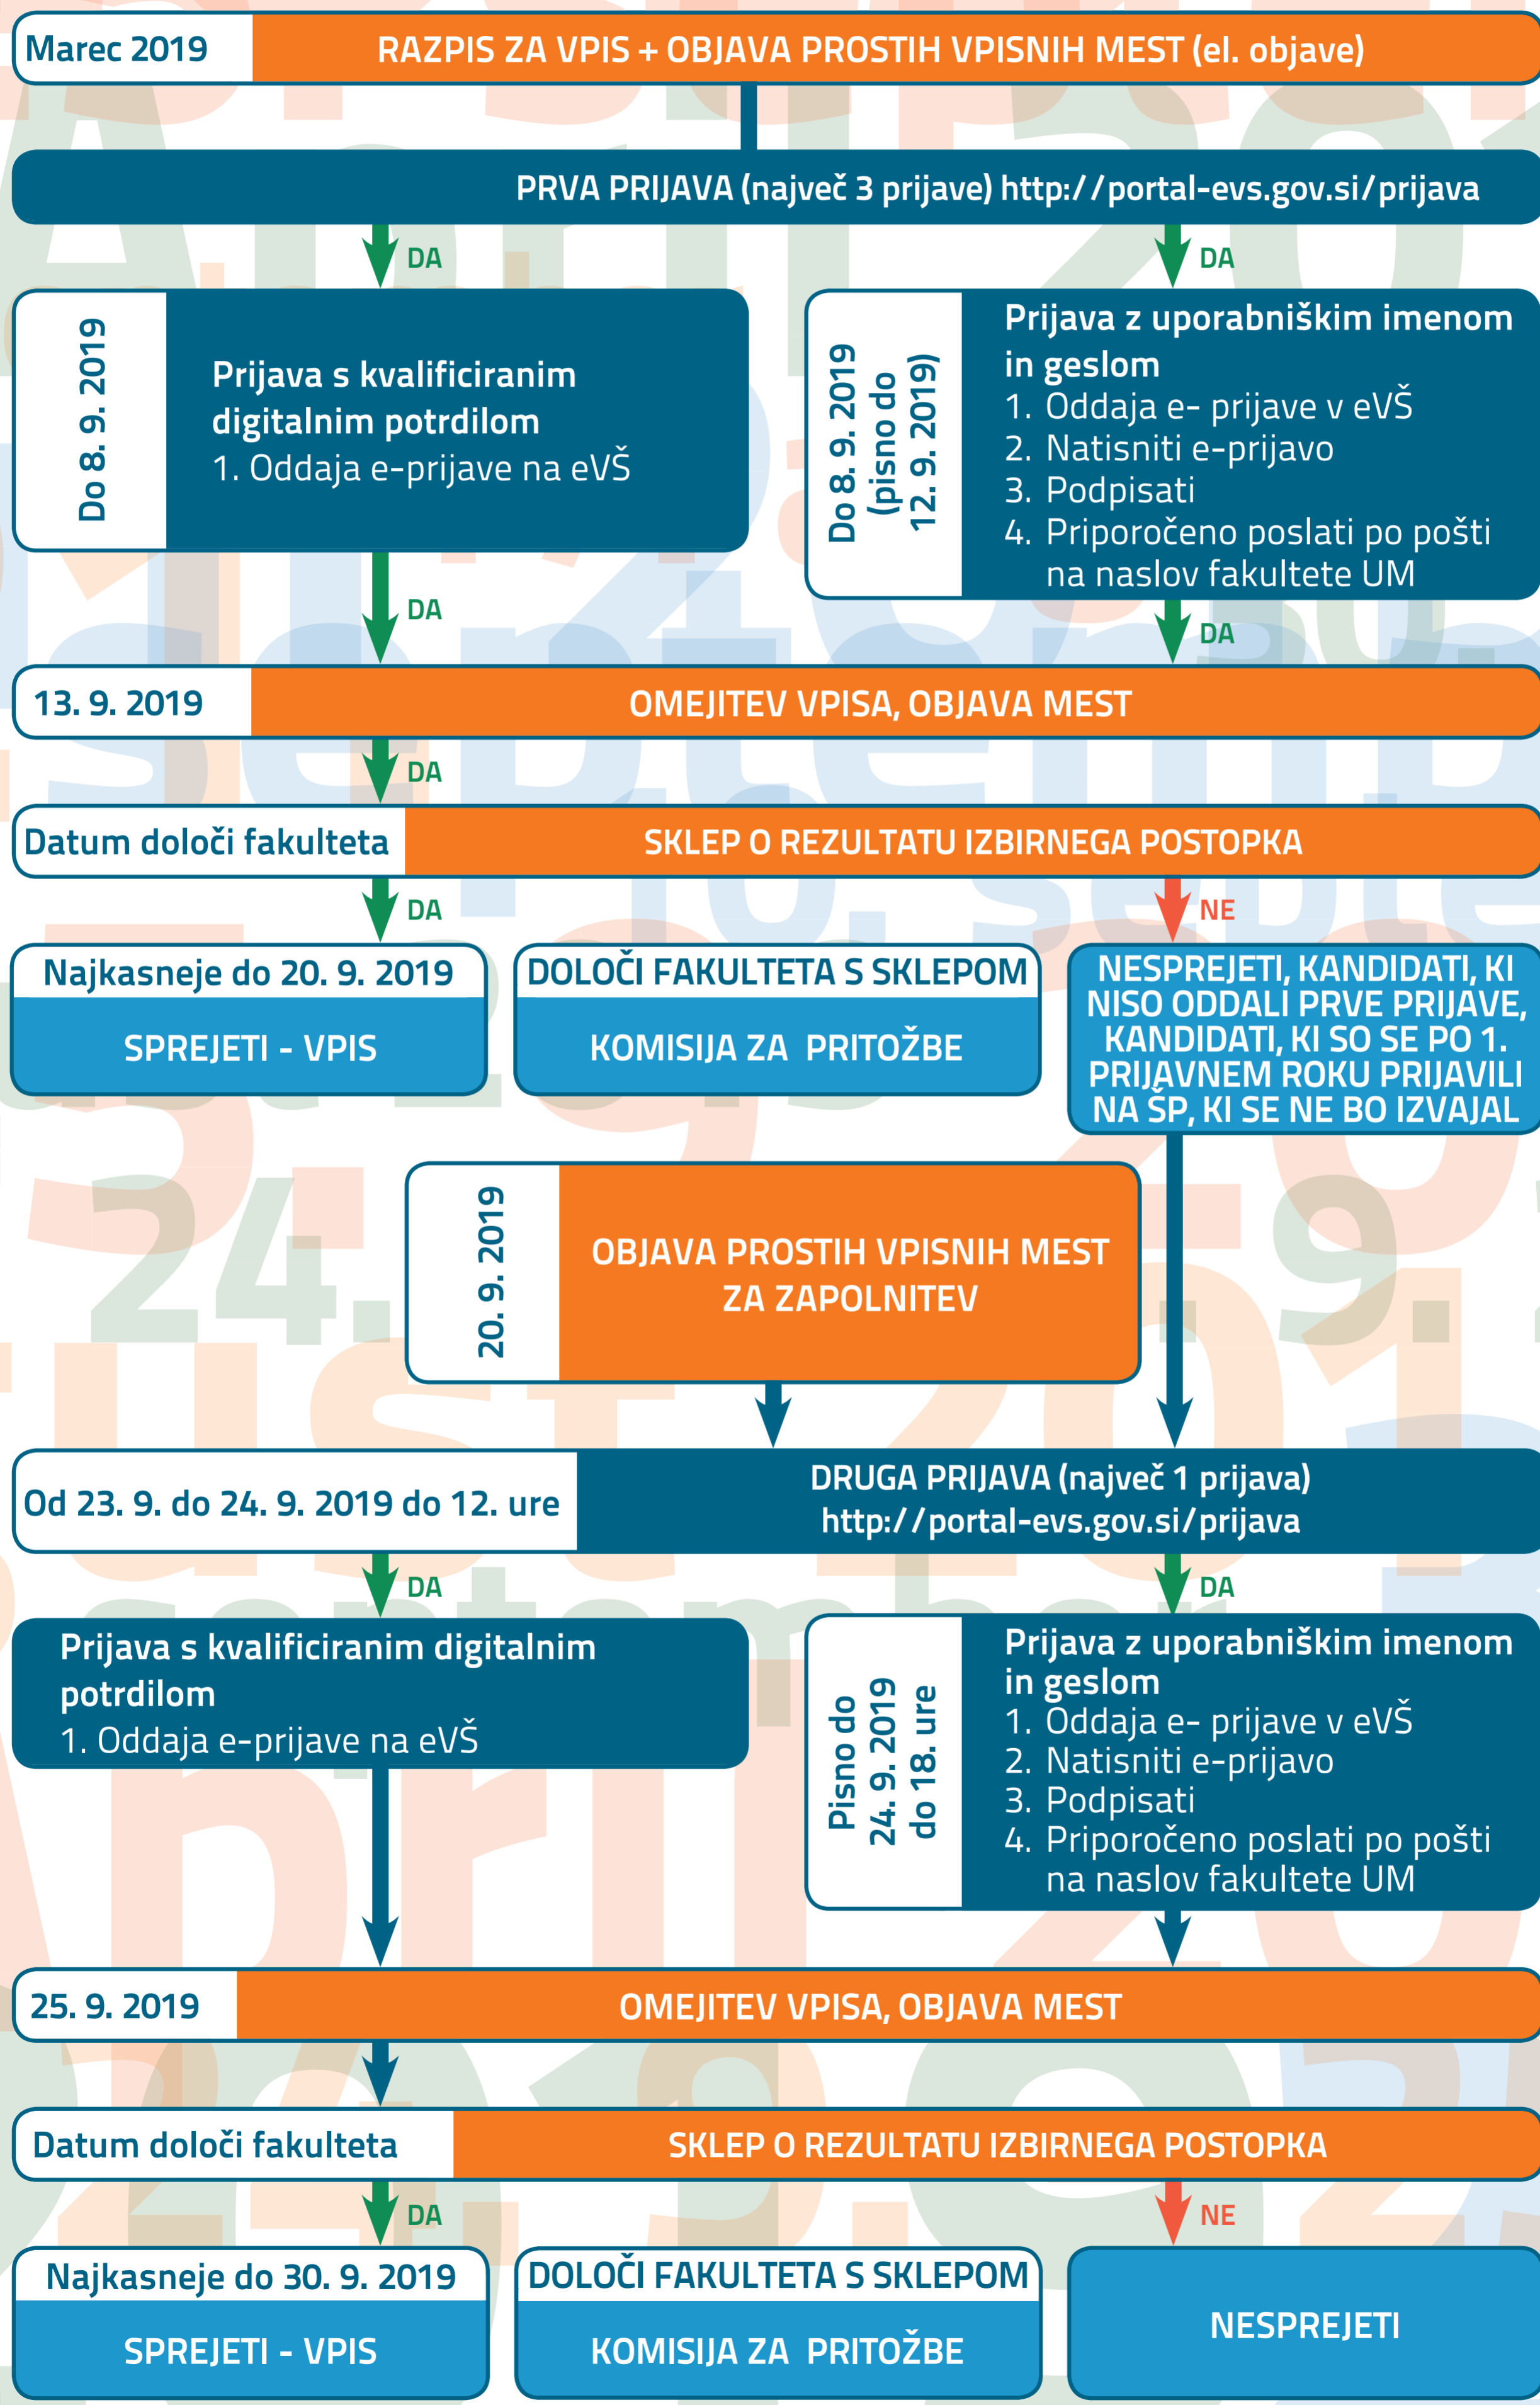 Marec 2019
RAZPIS ZA VPIS + OBJAVA PROSTIH VPISNIH MEST (el. objave)
PRVA PRIJAVA (največ 3 prijave) http://portal-evs.gov.si/prijava
DA
DA
Do 8. 9. 2019
Prijava s kvalificiranim
digitalnim potrdilom
1. Oddaja e-prijave na eVŠ
Do 8. 9. 2019
(pisno do
12. 9. 2019)
Prijava z uporabniškim imenom
in geslom
1. Oddaja e- prijave v eVŠ
2. Natisniti e-prijavo
3. Podpisati
4. Priporočeno poslati po pošti
na naslov fakultete UM
DA
DA
13. 9. 2019
OMEJITEV VPISA, OBJAVA MEST
DA
Datum določi fakulteta
SKLEP O REZULTATU IZBIRNEGA POSTOPKA
DA
NE
Najkasneje do 20. 9. 2019
SPREJETI - VPIS
DOLOČI FAKULTETA S SKLEPOM
KOMISIJA ZA PRITOŽBE
NESPREJETI, KANDIDATI, KI
NISO ODDALI PRVE PRIJAVE,
KANDIDATI, KI SO SE PO 1.
PRIJAVNEM ROKU PRIJAVILI
NA ŠP, KI SE NE BO IZVAJAL
20. 9. 2019
OBJAVA PROSTIH VPISNIH MEST
ZA ZAPOLNITEV
Od 23. 9. do 24. 9. 2019 do 12. ure
DRUGA PRIJAVA (največ 1 prijava)
http://portal-evs.gov.si/prijava
DA
DA
Prijava s kvalificiranim digitalnim
potrdilom
1. Oddaja e-prijave na eVŠ
Pisno do
24. 9. 2019
do 18. ure
Prijava z uporabniškim imenom
in geslom
1. Oddaja e- prijave v eVŠ
2. Natisniti e-prijavo
3. Podpisati
4. Priporočeno poslati po pošti
na naslov fakultete UM
25. 9. 2019
OMEJITEV VPISA, OBJAVA MEST
Datum določi fakulteta
SKLEP O REZULTATU IZBIRNEGA POSTOPKA
DA
NE
Najkasneje do 30. 9. 2019
SPREJETI - VPIS
DOLOČI FAKULTETA S SKLEPOM
KOMISIJA ZA PRITOŽBE
NESPREJETI